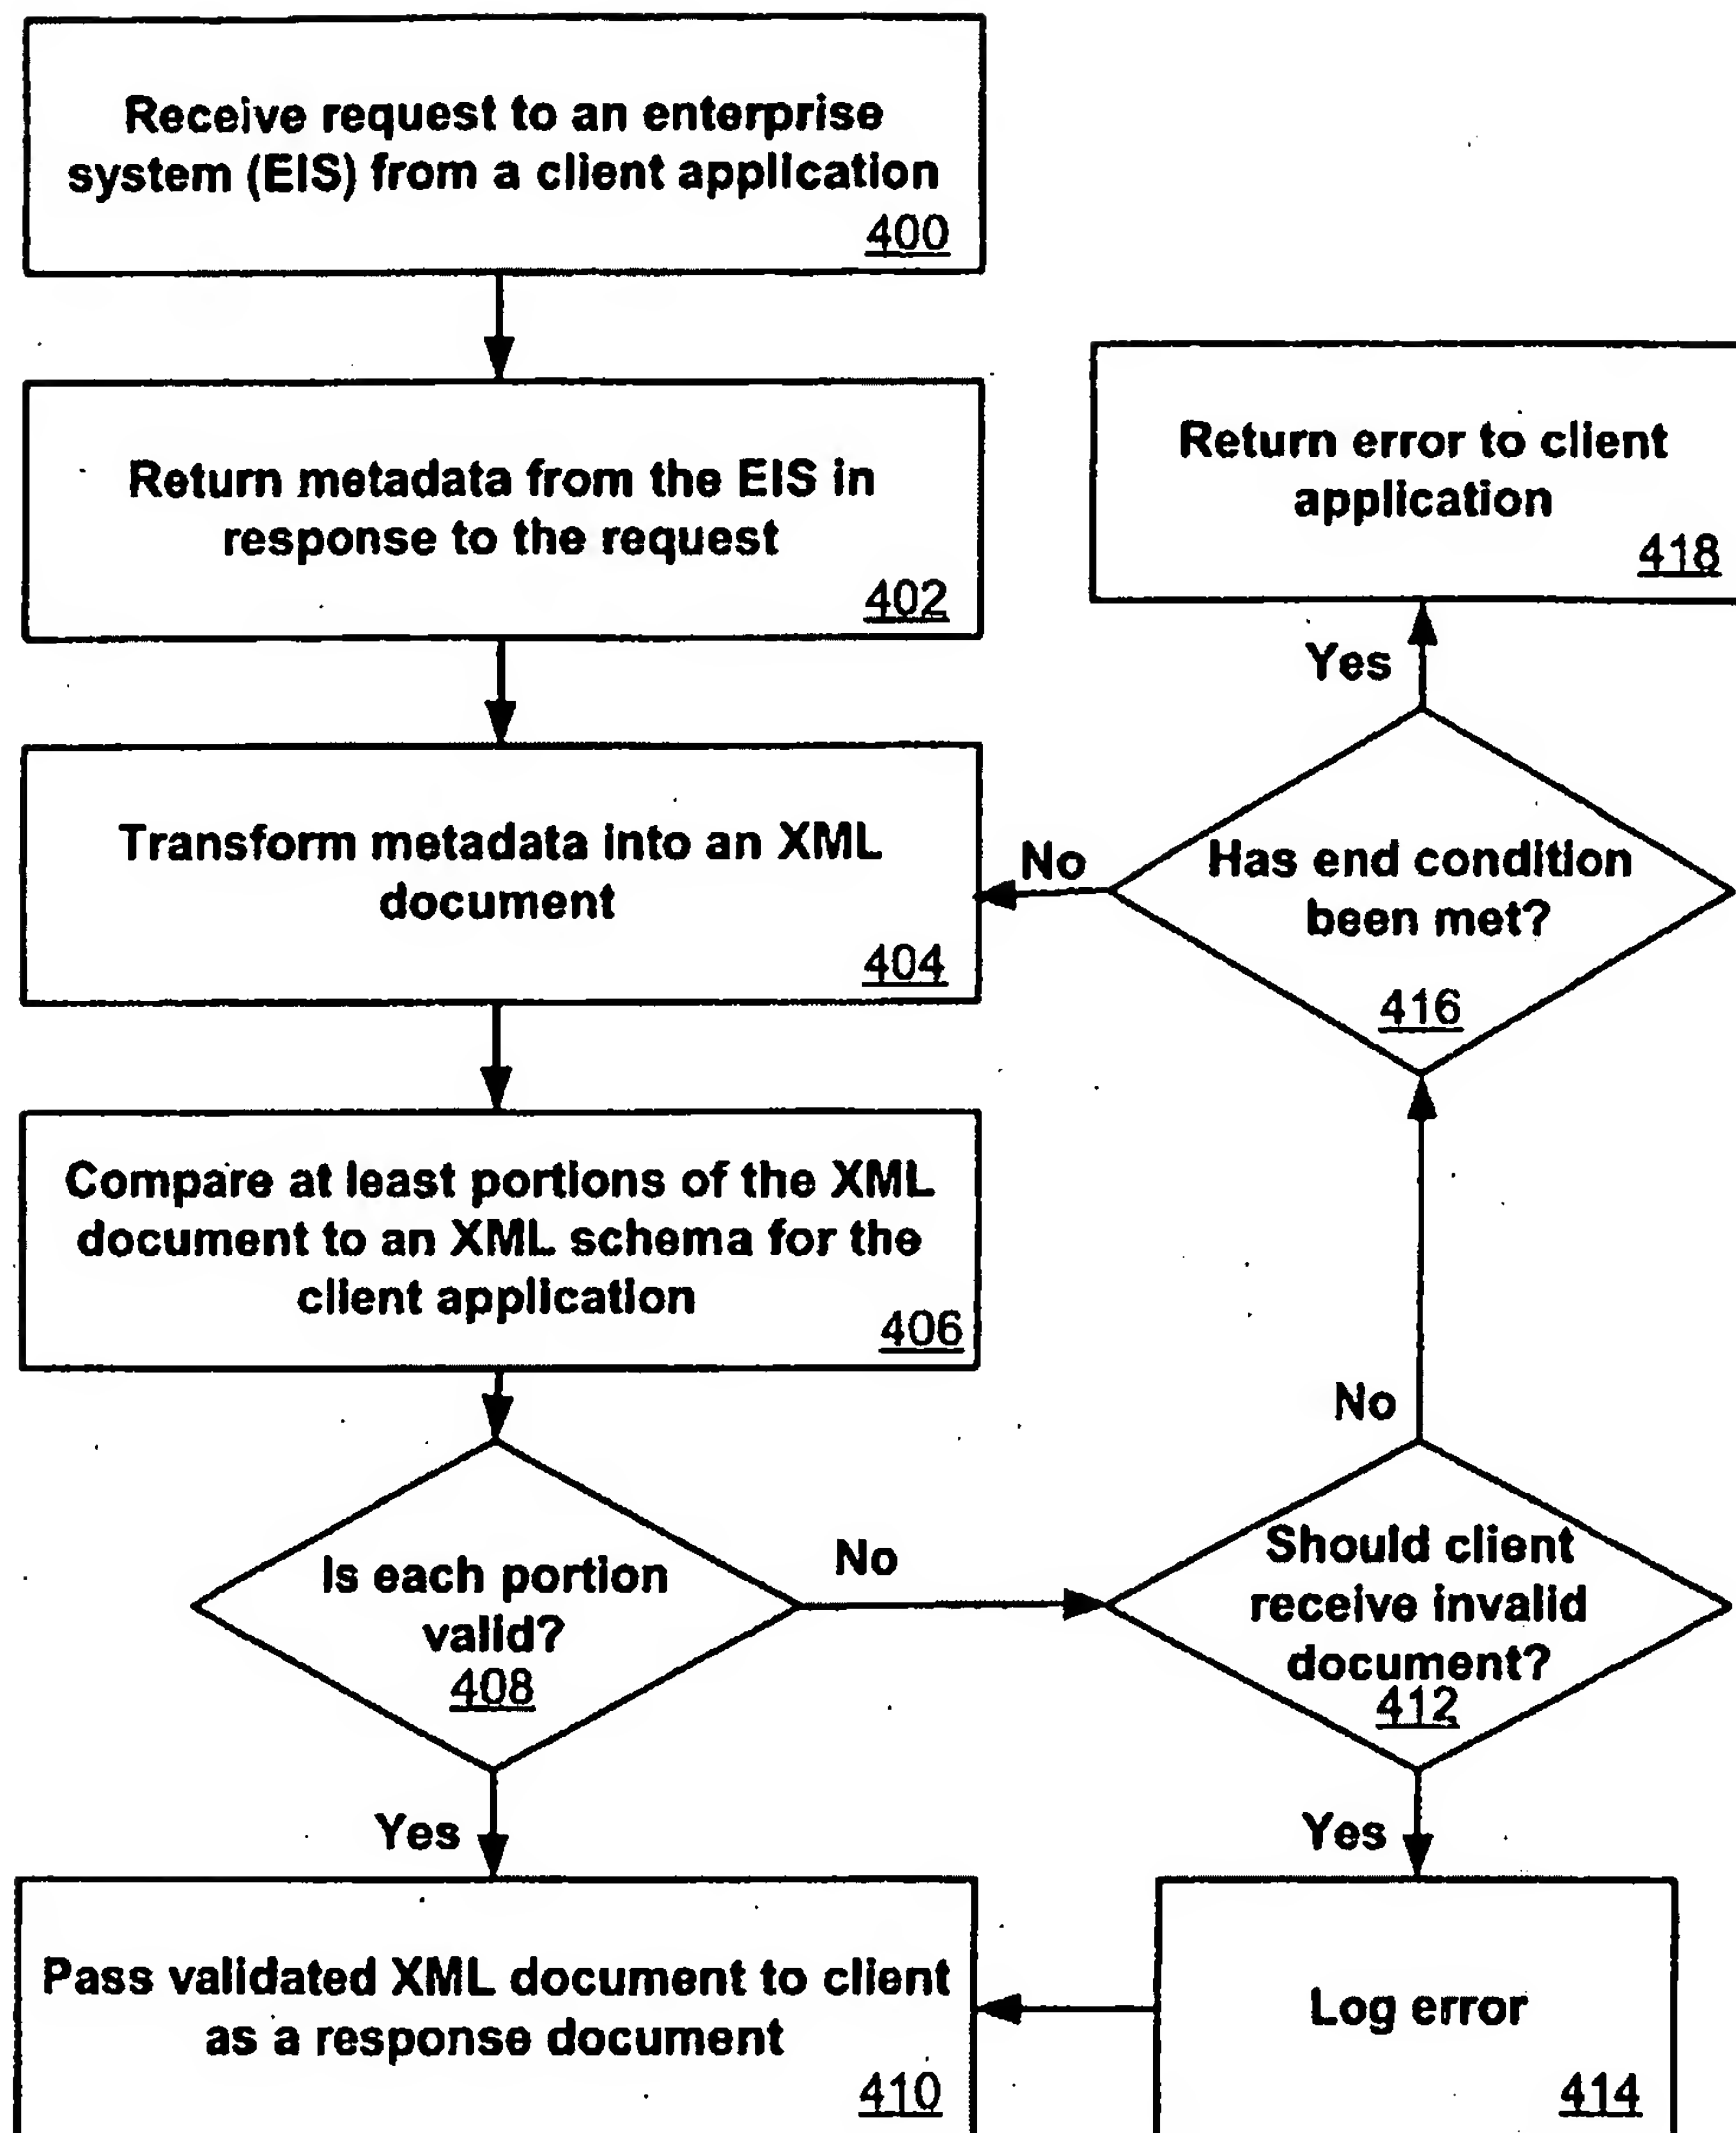 Receive request to an enterprise
system (EIS) from a client application
400
Return metadata from the EIS in
response to the request
402
Return error to client
application
418
Yes
Transform metadata into an XML
document
404
No
Has end condition
been met?
416
Compare at least portions of the XML
document to an XML schema for the
client application
406
No
Is each portion
valid?
408
No
Should client
receive invalid
document?
412
Yes
Yes
Pass validated XML document to client
as a response document
410
Log error
414